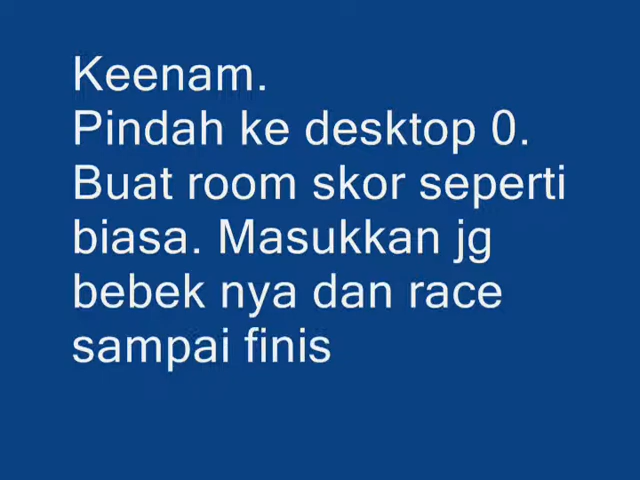 Keenam.
Pindah ke desktop 0.
Buat room skor seperti
biasa. Masukkan jg
bebek nya dan race
sampai finis